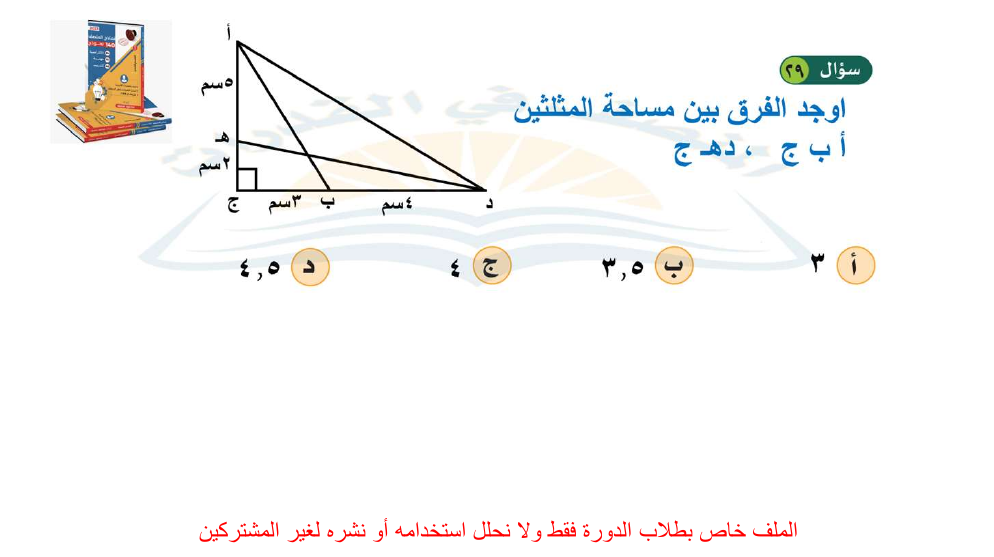 سؤال ٢٩
اوجد الفرق بين مساحة المثلثين
أ ب ج ، دهـ ج
أ
٥سم
هـ
٢سم
ج
٣سم
ب
٤سم
د
أ ٣
ب ٣,٥
ج ٤
د ٤,٥
الملف خاص بطلاب الدورة فقط ولا نحلل استخدامه أو نشره لغير المشتركين